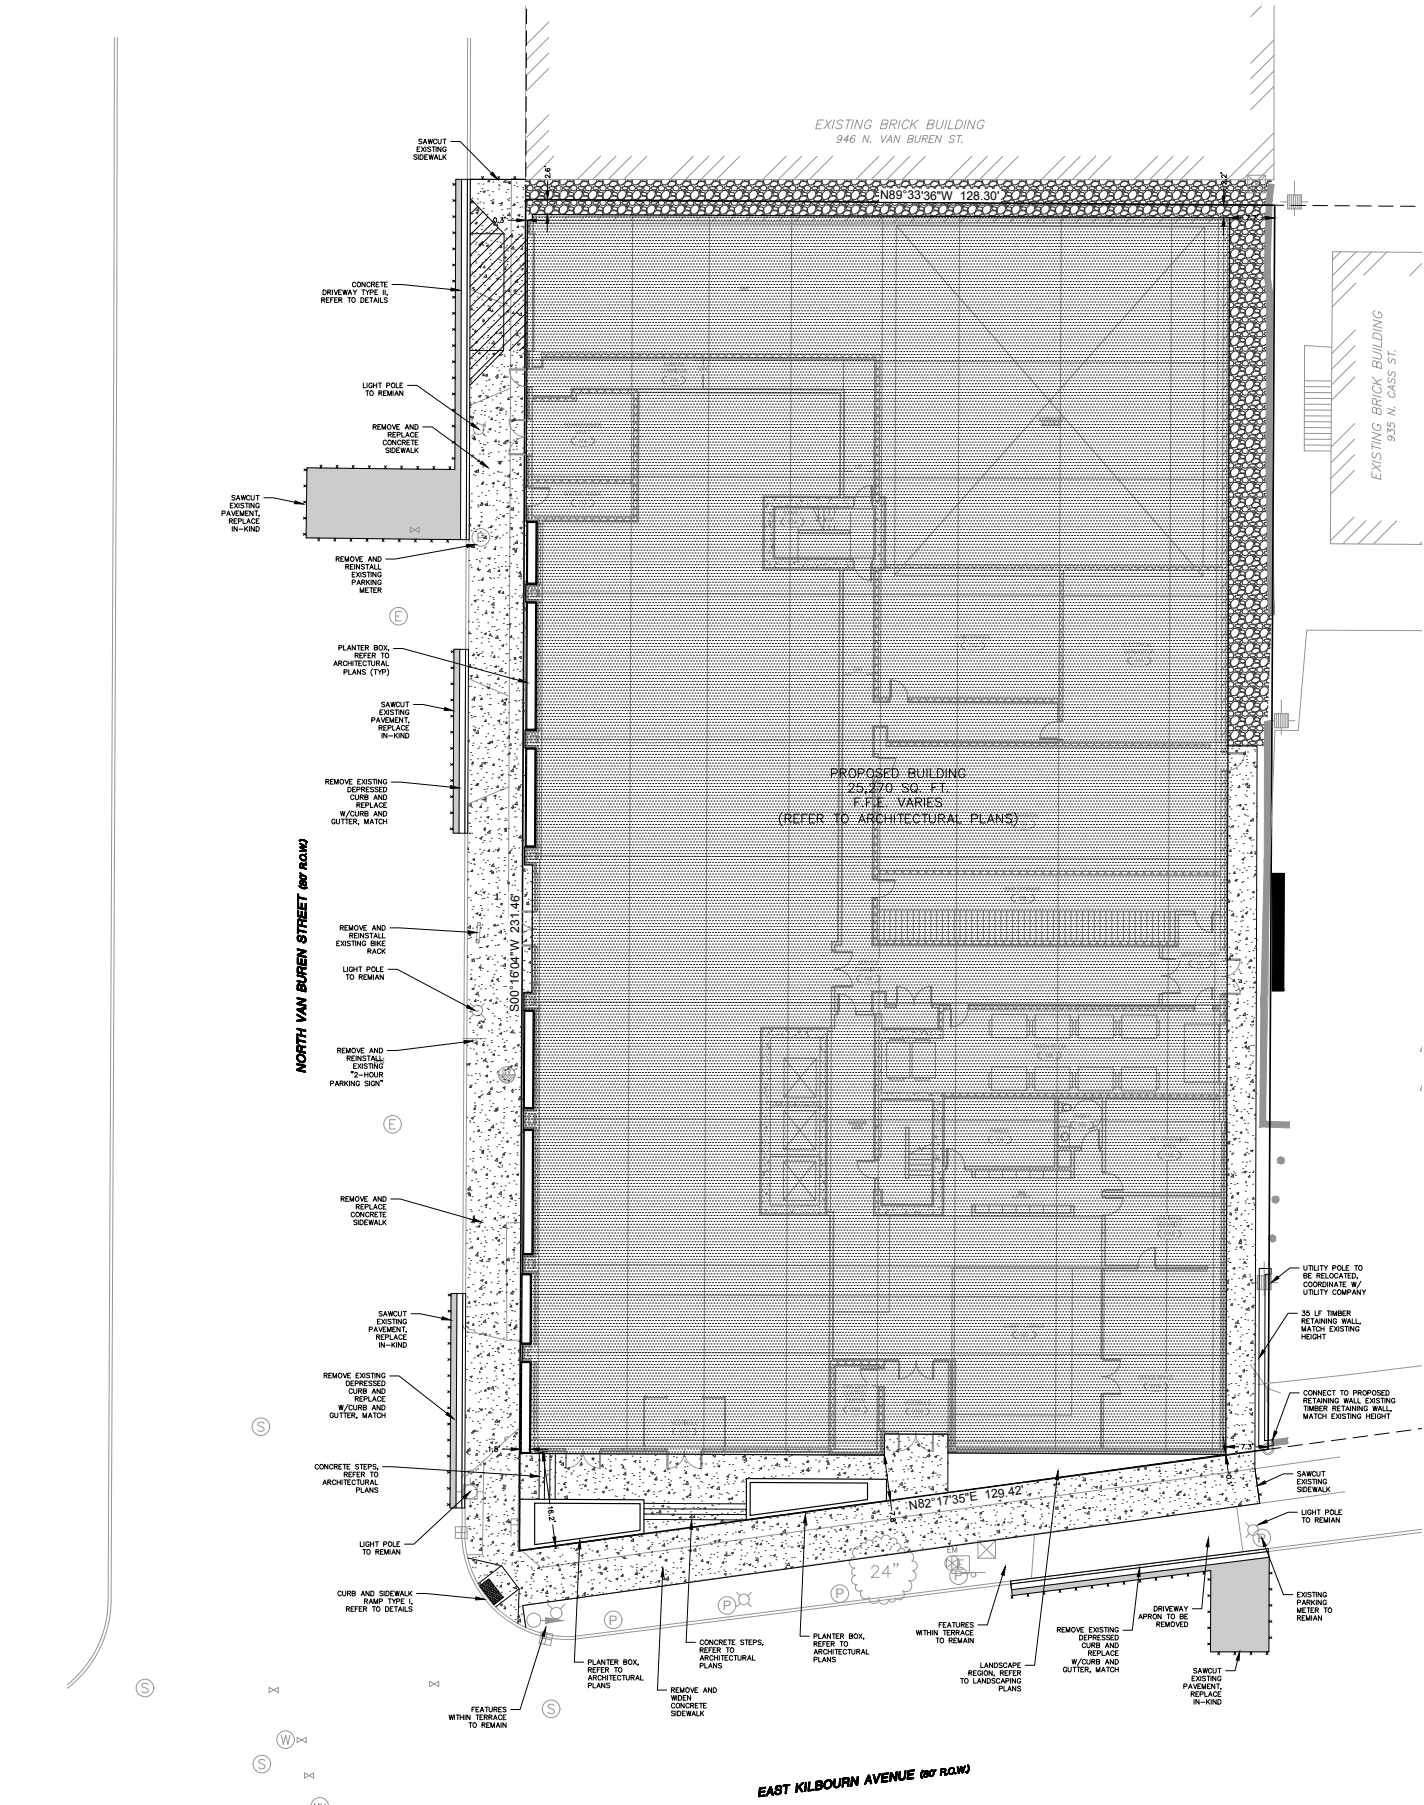 EXISTING BRICK BUILDING
946 N. VAN BUREN ST.
SAWCUT
EXISTING
SIDEWALK
2.6'
N89°33'36"W 128.30'
0.3'
CONCRETE
DRIVEWAY TYPE II,
REFER TO DETAILS
EXISTING BRICK BUILDING
935 N. CASS ST.
LIGHT POLE
TO REMIAN
REMOVE AND
REPLACE
CONCRETE
SIDEWALK
SAWCUT
EXISTING
PAVEMENT,
REPLACE
IN-KIND
P
REMOVE AND
REINSTALL
EXISTING
PARKING
METER
E
PLANTER BOX,
REFER TO
ARCHITECTURAL
PLANS (TYP)
SAWCUT
EXISTING
PAVEMENT,
REPLACE
IN-KIND
PROPOSED BUILDING
25,270 SQ. FT.
F.F.E. VARIES
(REFER TO ARCHITECTURAL PLANS)
REMOVE EXISTING
DEPRESSED
CURB AND
REPLACE
W/CURB AND
GUTTER, MATCH
NORTH VAN BUREN STREET (80' R.O.W.)
S00°16'04"W 231.46'
REMOVE AND
REINSTALL
EXISTING BIKE
RACK
LIGHT POLE
TO REMIAN
REMOVE AND
REINSTALL
EXISTING
"2-HOUR
PARKING SIGN"
E
REMOVE AND
REPLACE
CONCRETE
SIDEWALK
UTILITY POLE TO
BE RELOCATED,
COORDINATE W/
UTILITY COMPANY
35 LF TIMBER
RETAINING WALL,
MATCH EXISTING
HEIGHT
SAWCUT
EXISTING
PAVEMENT,
REPLACE
IN-KIND
REMOVE EXISTING
DEPRESSED
CURB AND
REPLACE
W/CURB AND
GUTTER, MATCH
CONNECT TO PROPOSED
RETAINING WALL EXISTING
TIMBER RETAINING WALL,
MATCH EXISTING HEIGHT
S
1.8'
7.3'
CONCRETE STEPS,
REFER TO
ARCHITECTURAL
PLANS
SAWCUT
EXISTING
SIDEWALK
16.2'
N82°17'35"E 129.42'
LIGHT POLE
TO REMIAN
LIGHT POLE
TO REMIAN
EM
24"
P
P
P
P
CURB AND SIDEWALK
RAMP TYPE I,
REFER TO DETAILS
EXISTING
PARKING
METER TO
REMIAN
DRIVEWAY
APRON TO BE
REMOVED
FEATURES
WITHIN TERRACE
TO REMAIN
REMOVE EXISTING
DEPRESSED
CURB AND
REPLACE
W/CURB AND
GUTTER, MATCH
PLANTER BOX,
REFER TO
ARCHITECTURAL
PLANS
CONCRETE STEPS,
REFER TO
ARCHITECTURAL
PLANS
PLANTER BOX,
REFER TO
ARCHITECTURAL
PLANS
LANDSCAPE
REGION, REFER
TO LANDSCAPING
PLANS
SAWCUT
EXISTING
PAVEMENT,
REPLACE
IN-KIND
REMOVE AND
WIDEN
CONCRETE
SIDEWALK
FEATURES
WITHIN TERRACE
TO REMAIN
S
S
W
S
EAST KILBOURN AVENUE (80' R.O.W.)